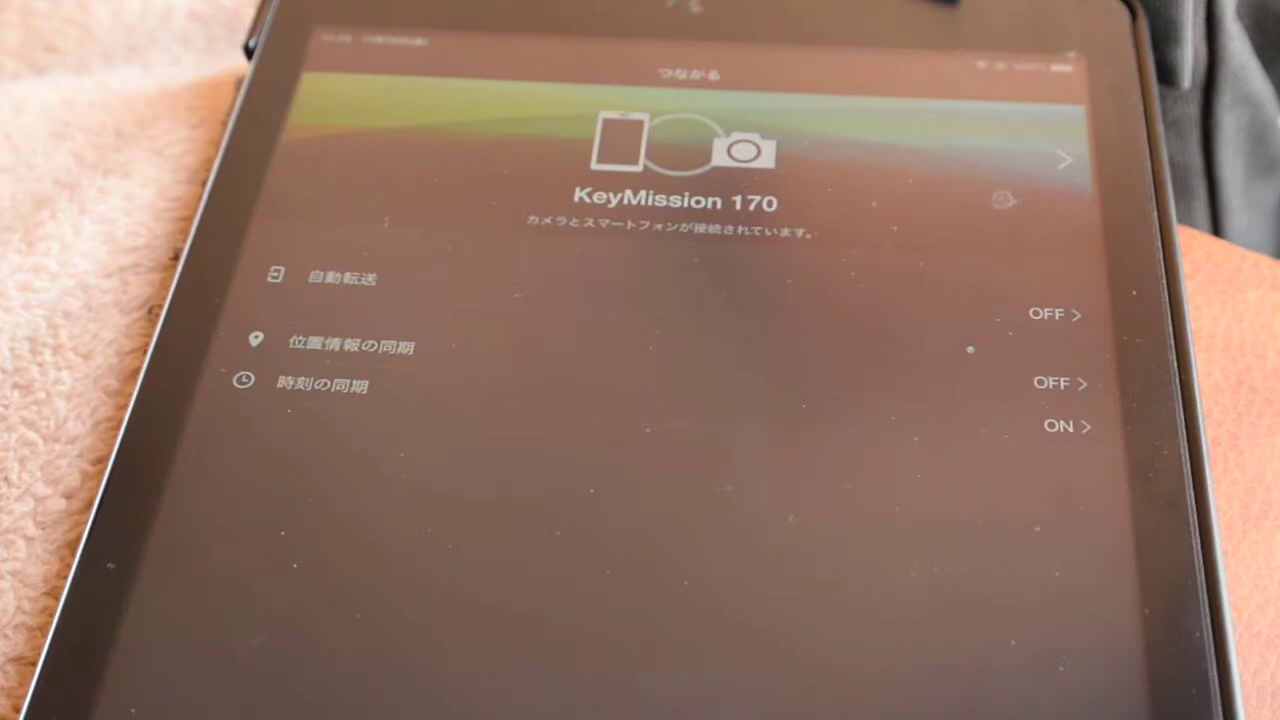 つながる
KeyMission 170
カメラとスマートフォンが接続されています。
自動転送
OFF
位置情報の同期
OFF
時刻の同期
ON